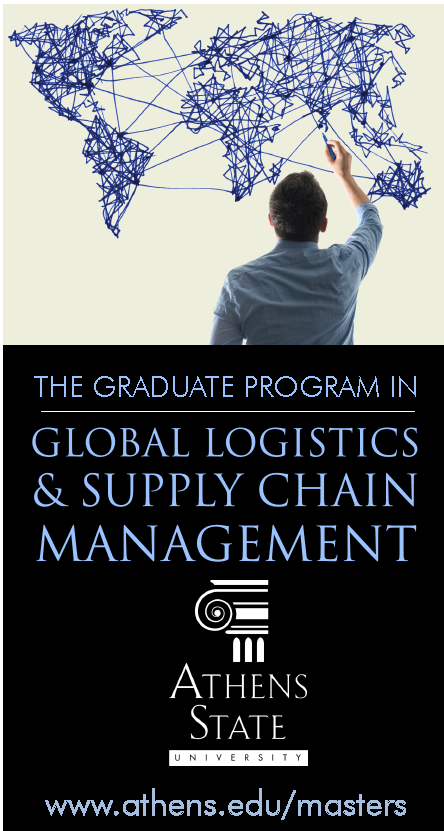 THE GRADUATE PROGRAM IN
GLOBAL LOGISTICS
& SUPPLY CHAIN
MANAGEMENT
ATHENS
STATE
UNIVERSITY
www.athens.edu/masters